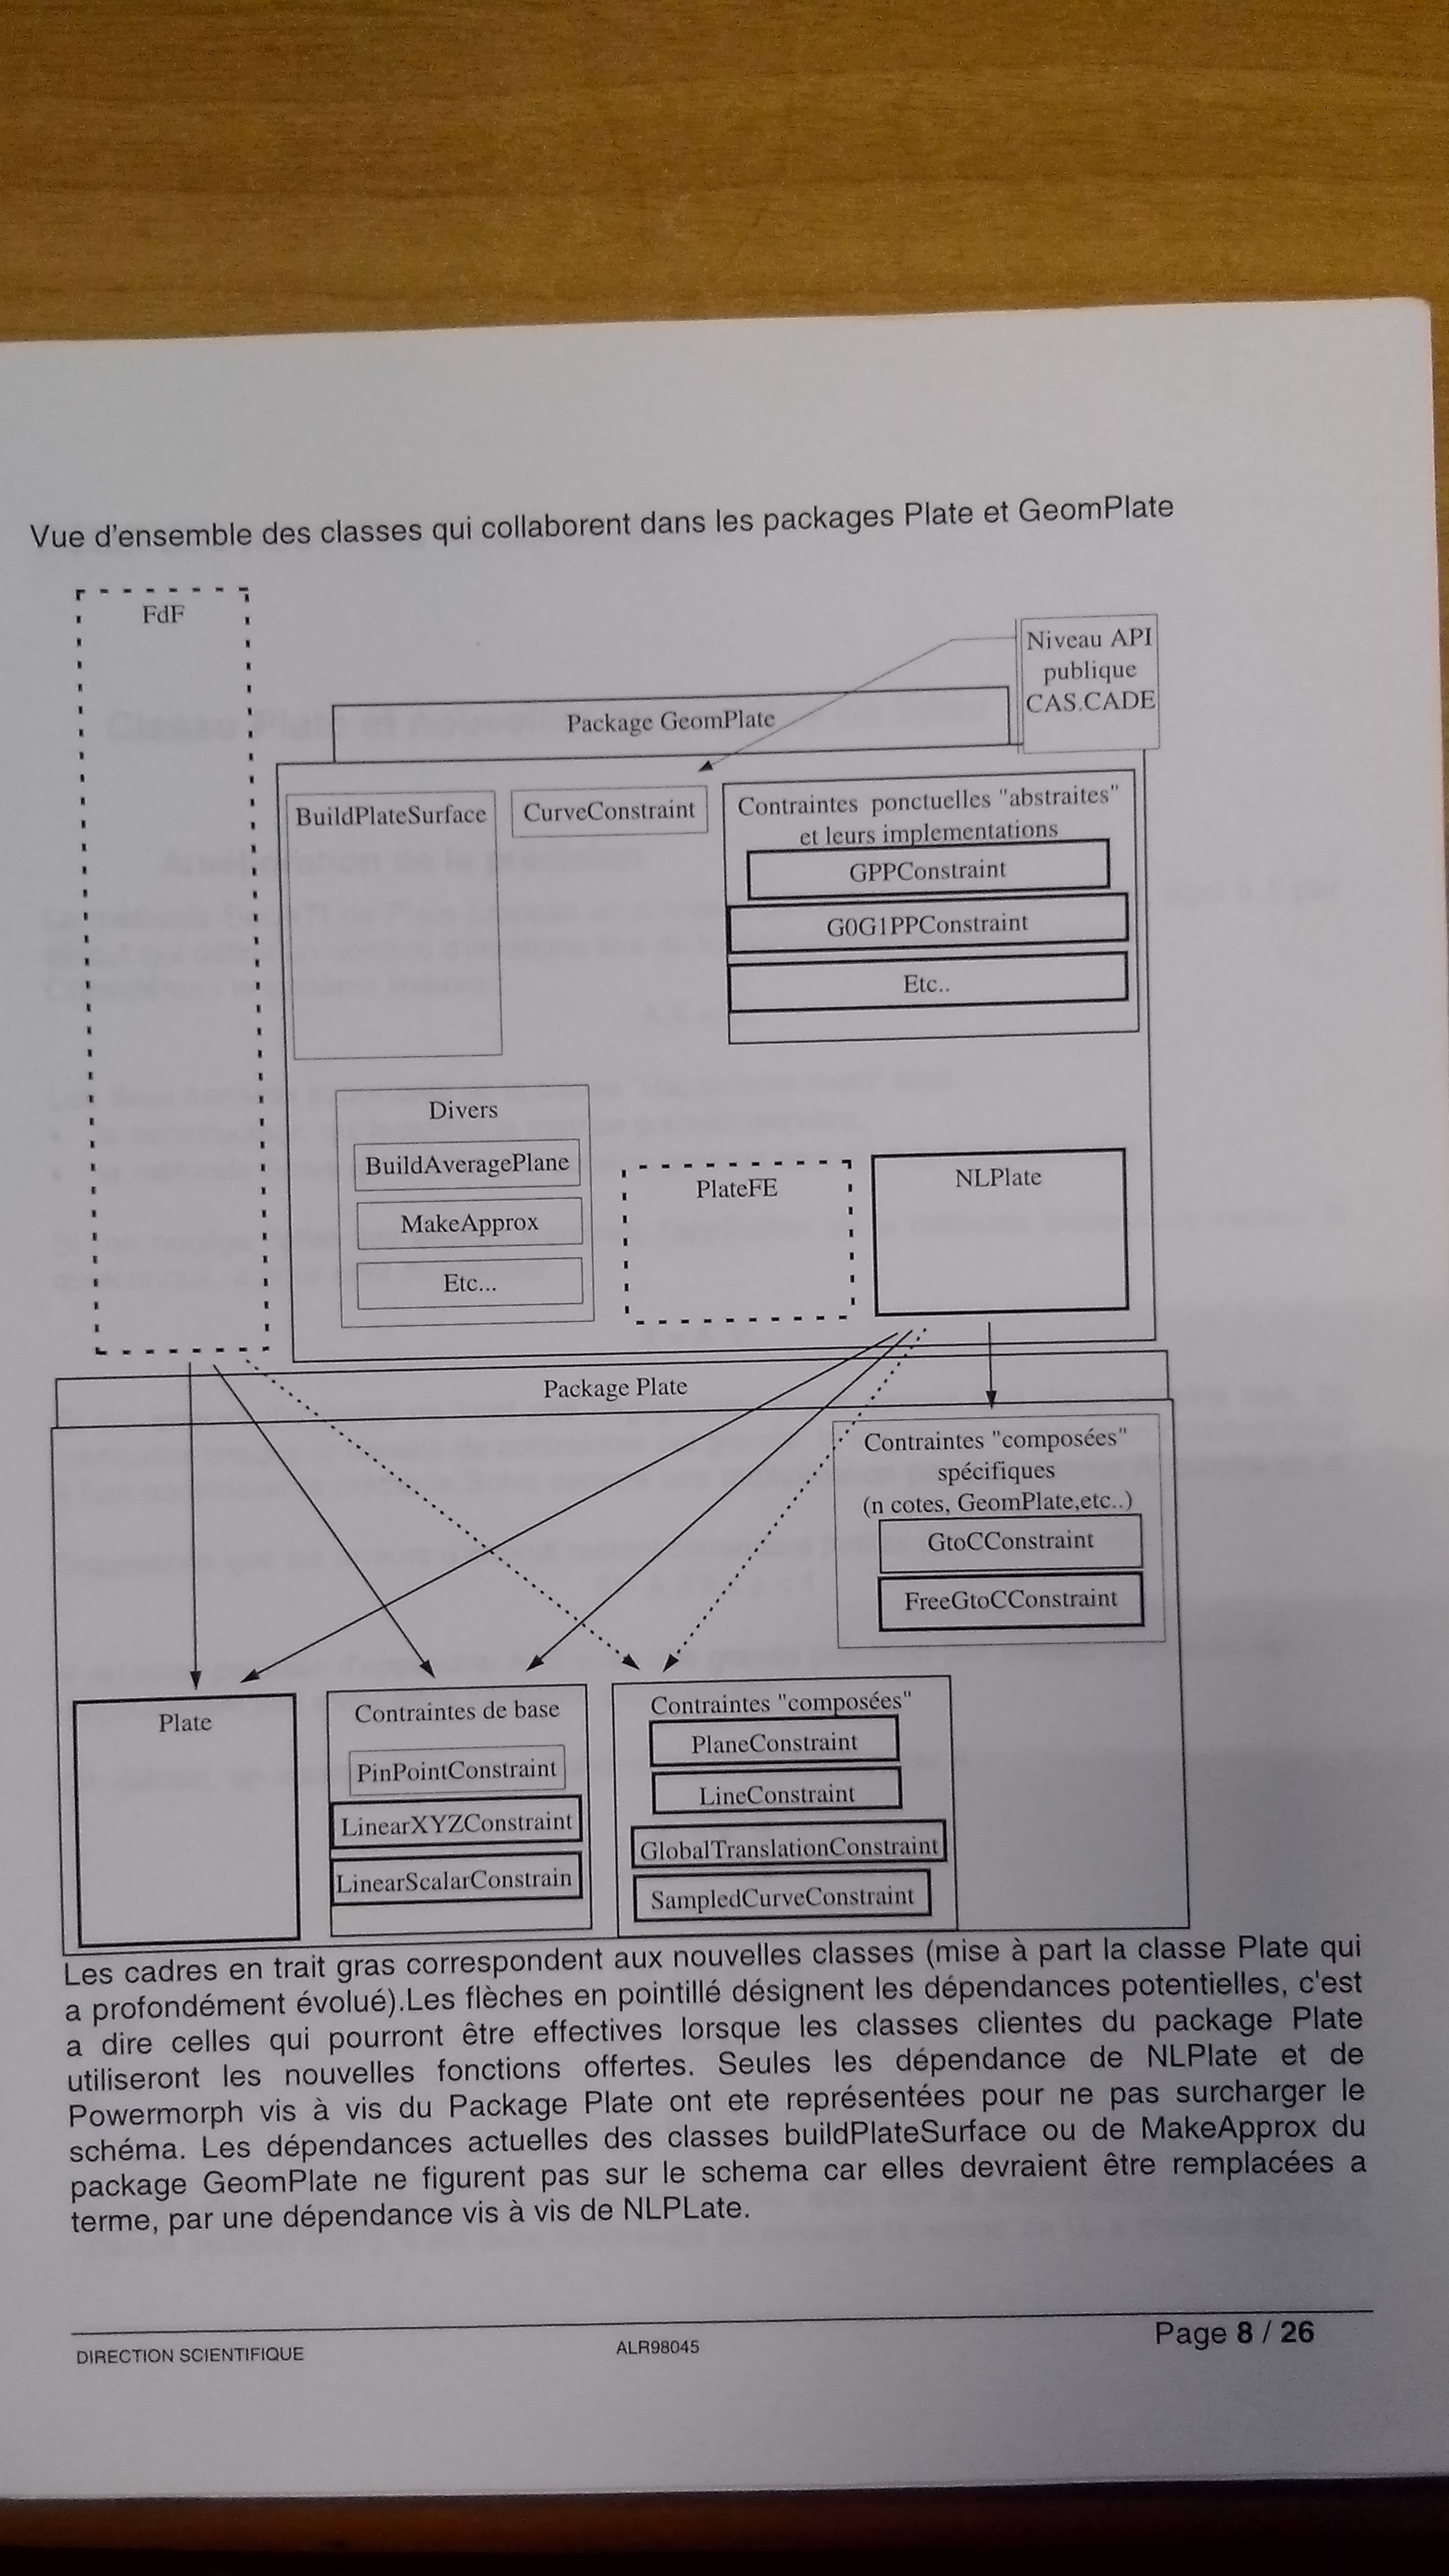 Vue d'ensemble des classes qui collaborent dans les packages Plate et GeomPlate
FdF
Niveau API
publique
CAS.CADE
Package GeomPlate
BuildPlateSurface
CurveConstraint
Contraintes ponctuelles "abstraites"
et leurs implementations
GPPConstraint
G0G1PPConstraint
Etc..
Divers
BuildAveragePlane
MakeApprox
Etc...
PlateFE
NLPlate
Package Plate
Contraintes "composées"
spécifiques
(n cotes, GeomPlate,etc..)
GtoCConstraint
FreeGtoCConstraint
Plate
Contraintes de base
PinPointConstraint
LinearXYZConstraint
LinearScalarConstrain
Contraintes "composées"
PlaneConstraint
LineConstraint
GlobalTranslationConstraint
SampledCurveConstraint
Les cadres en trait gras correspondent aux nouvelles classes (mise à part la classe Plate qui
a profondément évolué).Les flèches en pointillé désignent les dépendances potentielles, c'est
a dire celles qui pourront être effectives lorsque les classes clientes du package Plate
utiliseront les nouvelles fonctions offertes. Seules les dépendance de NLPlate et de
Powermorph vis à vis du Package Plate ont ete représentées pour ne pas surcharger le
schéma. Les dépendances actuelles des classes buildPlateSurface ou de MakeApprox du
package GeomPlate ne figurent pas sur le schema car elles devraient être remplacées a
terme, par une dépendance vis à vis de NLPLate.
DIRECTION SCIENTIFIQUE
ALR98045
Page 8 / 26